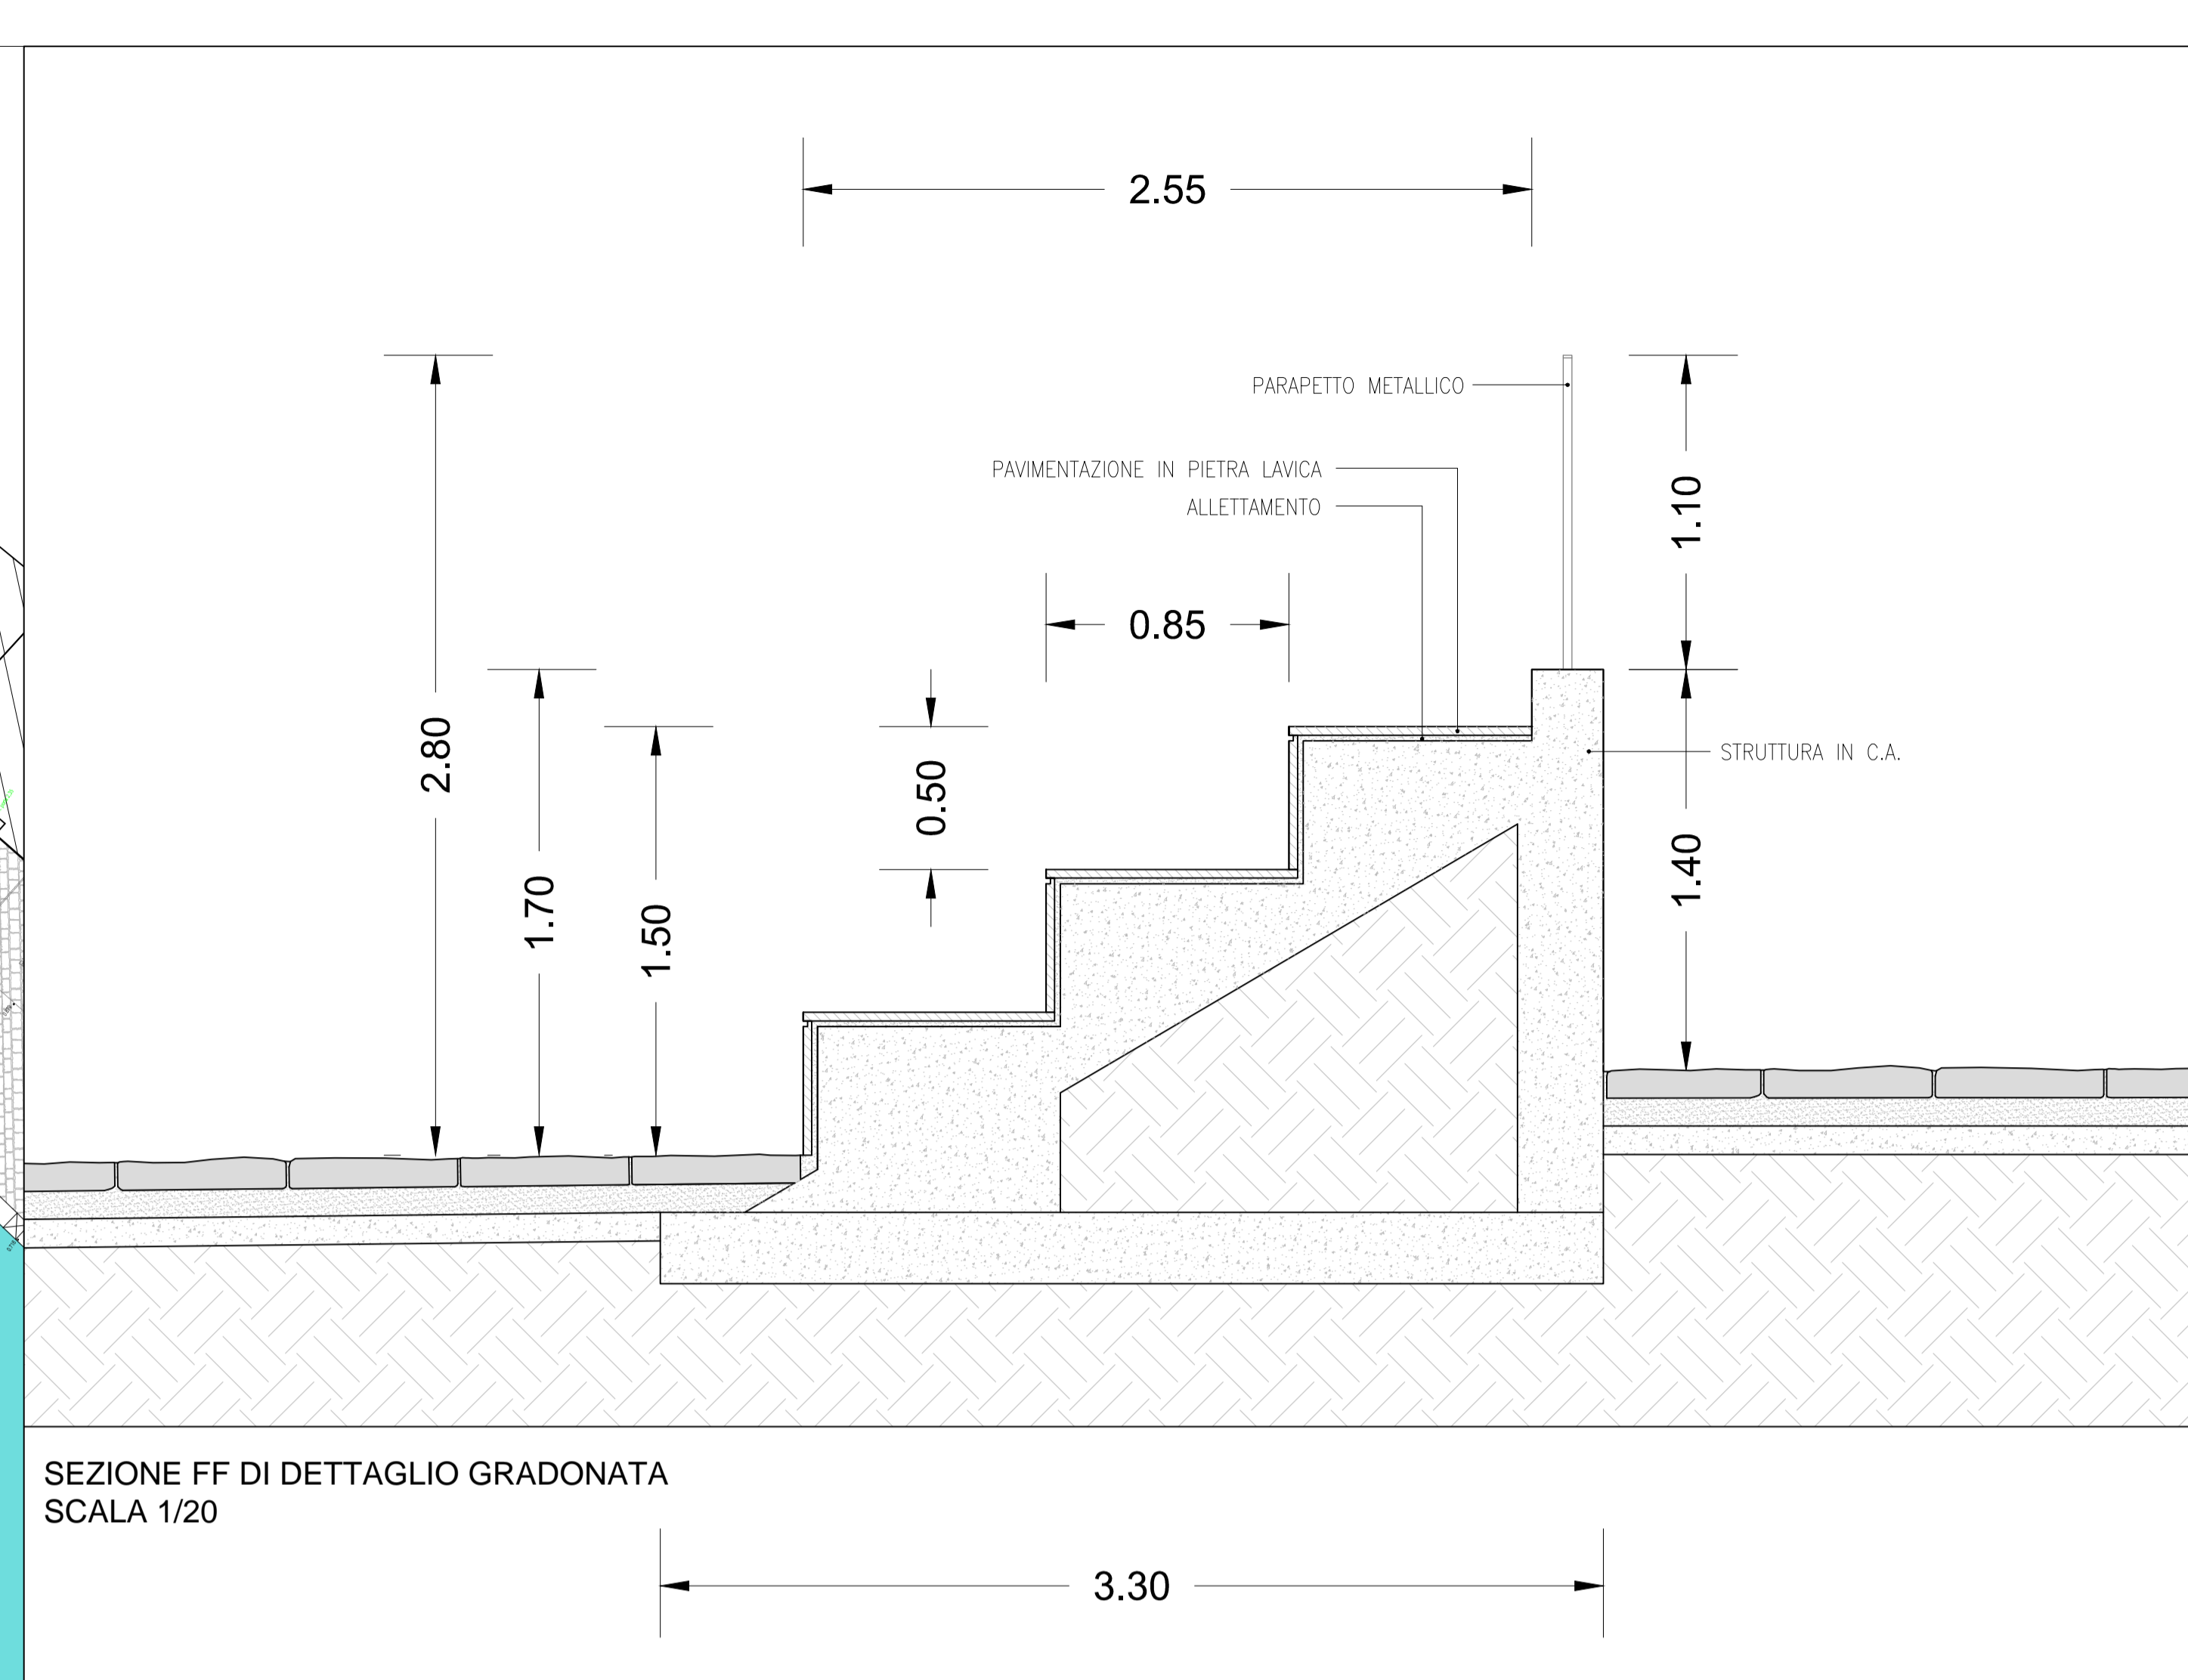 2.55
PARAPETTO METALLICO
PAVIMENTAZIONE IN PIETRA LAVICA
ALLETTAMENTO
1.10
0.85
2.80
1.70
1.50
0.50
STRUTTURA IN C.A.
1.40
SEZIONE FF DI DETTAGLIO GRADONATA
SCALA 1/20
3.30